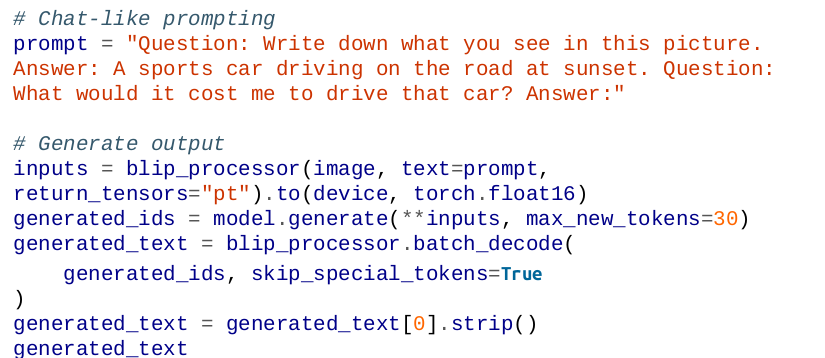 # Chat-like prompting
prompt = "Question: Write down what you see in this picture.
Answer: A sports car driving on the road at sunset. Question:
What would it cost me to drive that car? Answer:"

# Generate output
inputs = blip_processor(image, text=prompt,
return_tensors="pt").to(device, torch.float16)
generated_ids = model.generate(**inputs, max_new_tokens=30)
generated_text = blip_processor.batch_decode(
    generated_ids, skip_special_tokens=True
)
generated_text = generated_text[0].strip()
generated_text